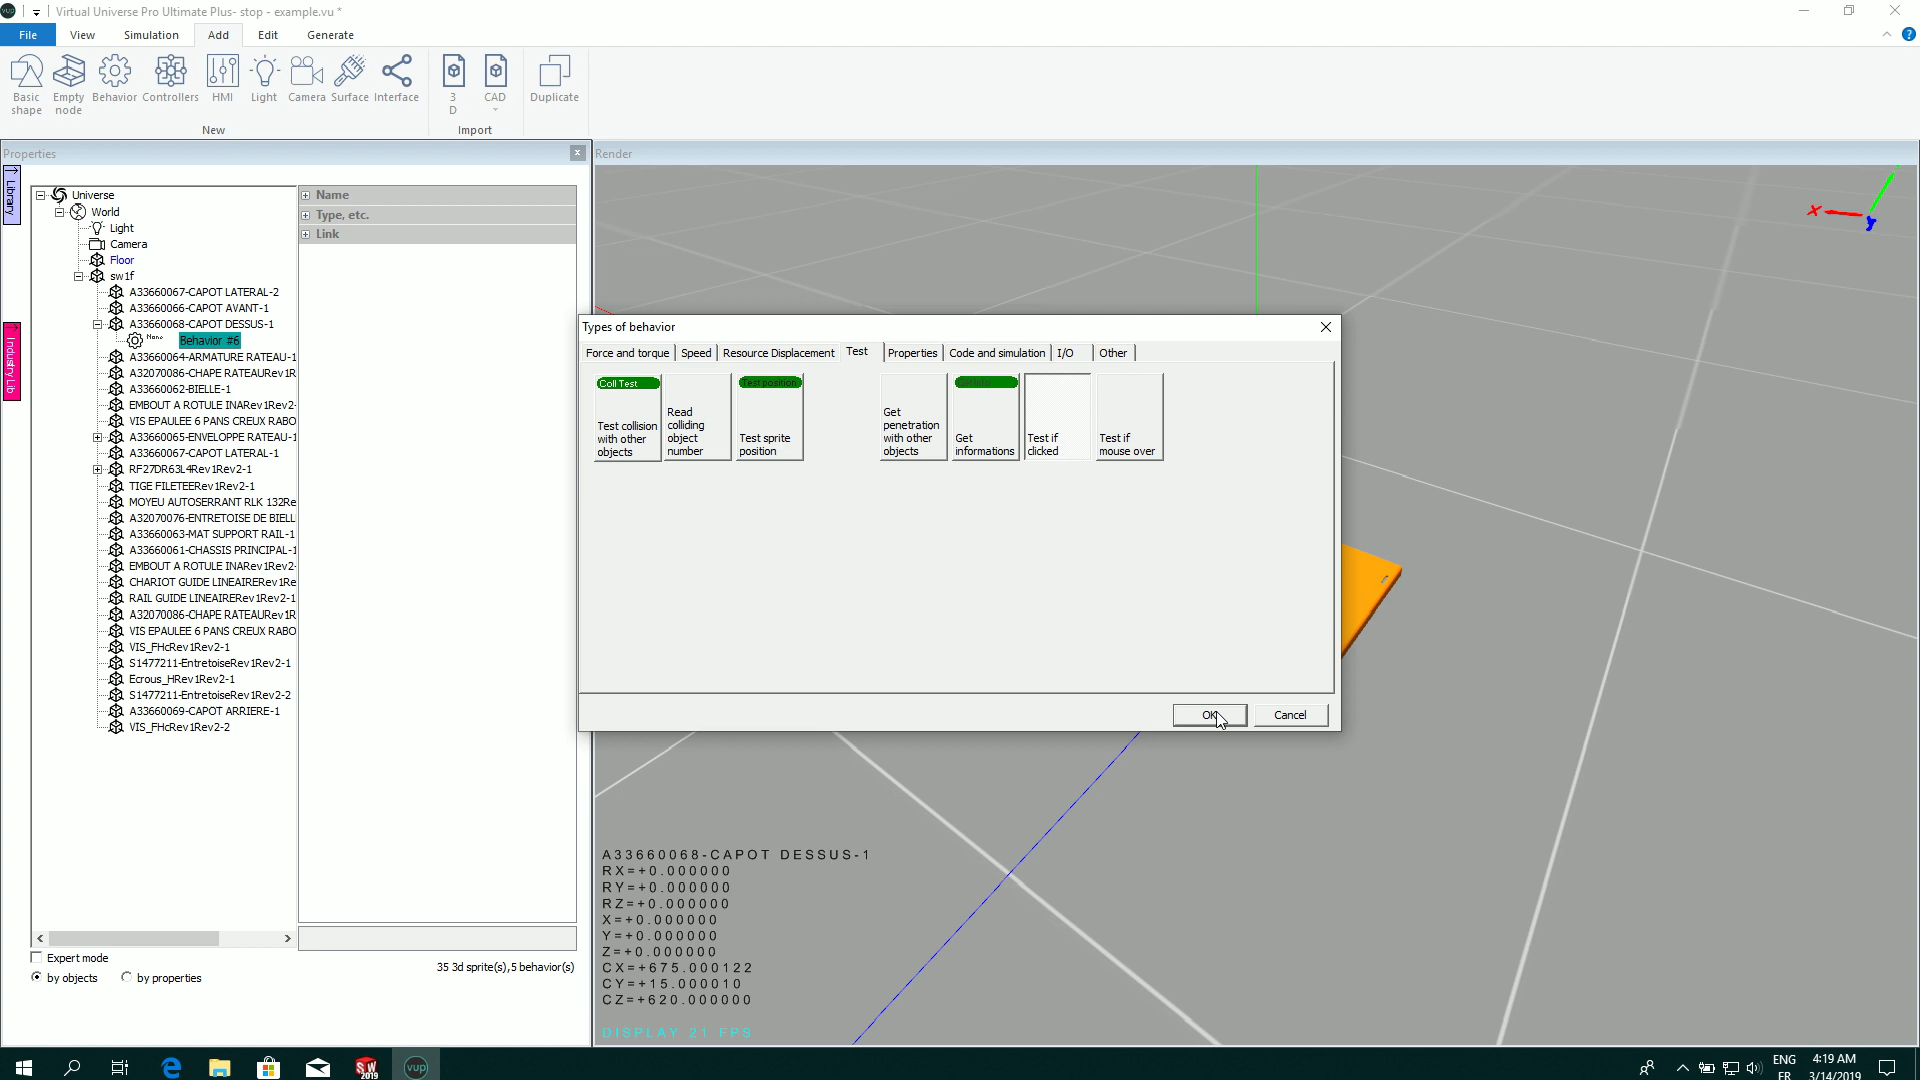 Virtual Universe Pro Ultimate Plus- stop - example.vu *
File View Simulation Add Edit Generate
Basic shape
Empty node
Behavior
Controllers
HMI
Light
Camera
Surface
Interface
3 D
CAD
Duplicate
New
Import
Properties
Render
Library
Industry Lib
Universe
World
Light
Camera
Floor
sw1f
A33660067-CAPOT LATERAL-2
A33660066-CAPOT AVANT-1
A33660068-CAPOT DESSUS-1
None Behavior #6
A33660064-ARMATURE RATEAU-1
A32070086-CHAPE RATEAURev1R
A33660062-BIELLE-1
EMBOUT A ROTULE INARev1Rev2-
VIS EPAULEE 6 PANS CREUX RABO
A33660065-ENVELOPPE RATEAU-1
A33660067-CAPOT LATERAL-1
RF27DR63L4Rev1Rev2-1
TIGE FILETEERev1Rev2-1
MOYEU AUTOSERRANT RLK 132Re
A32070076-ENTRETOISE DE BIELL
A33660063-MAT SUPPORT RAIL-1
A33660061-CHASSIS PRINCIPAL-1
EMBOUT A ROTULE INARev1Rev2-
CHARIOT GUIDE LINEAIRERev1Re
RAIL GUIDE LINEAIRERev1Rev2-1
A32070086-CHAPE RATEAURev1R
VIS EPAULEE 6 PANS CREUX RABO
VIS_FHcRev1Rev2-1
S1477211-EntretoiseRev1Rev2-1
Ecrous_HRev1Rev2-1
S1477211-EntretoiseRev1Rev2-2
A33660069-CAPOT ARRIERE-1
VIS_FHcRev1Rev2-2
Name
Type, etc.
Link
Expert mode
by objects by properties
35 3d sprite(s),5 behavior(s)
Types of behavior
Force and torque Speed Resource Displacement Test Properties Code and simulation I/O Other
Coll Test
Test collision with other objects
Read colliding object number
Test position
Test sprite position
Get penetration with other objects
Get informations
Test if clicked
Test if mouse over
OK
Cancel
X
y
A33660068-CAPOT DESSUS-1
RX=+0.000000
RY=+0.000000
RZ=+0.000000
X=+0.000000
Y=+0.000000
Z=+0.000000
CX=+675.000122
CY=+15.000010
CZ=+620.000000
DISPLAY 21 FPS
SW 2019
vup
ENG
FR
4:19 AM
3/14/2019